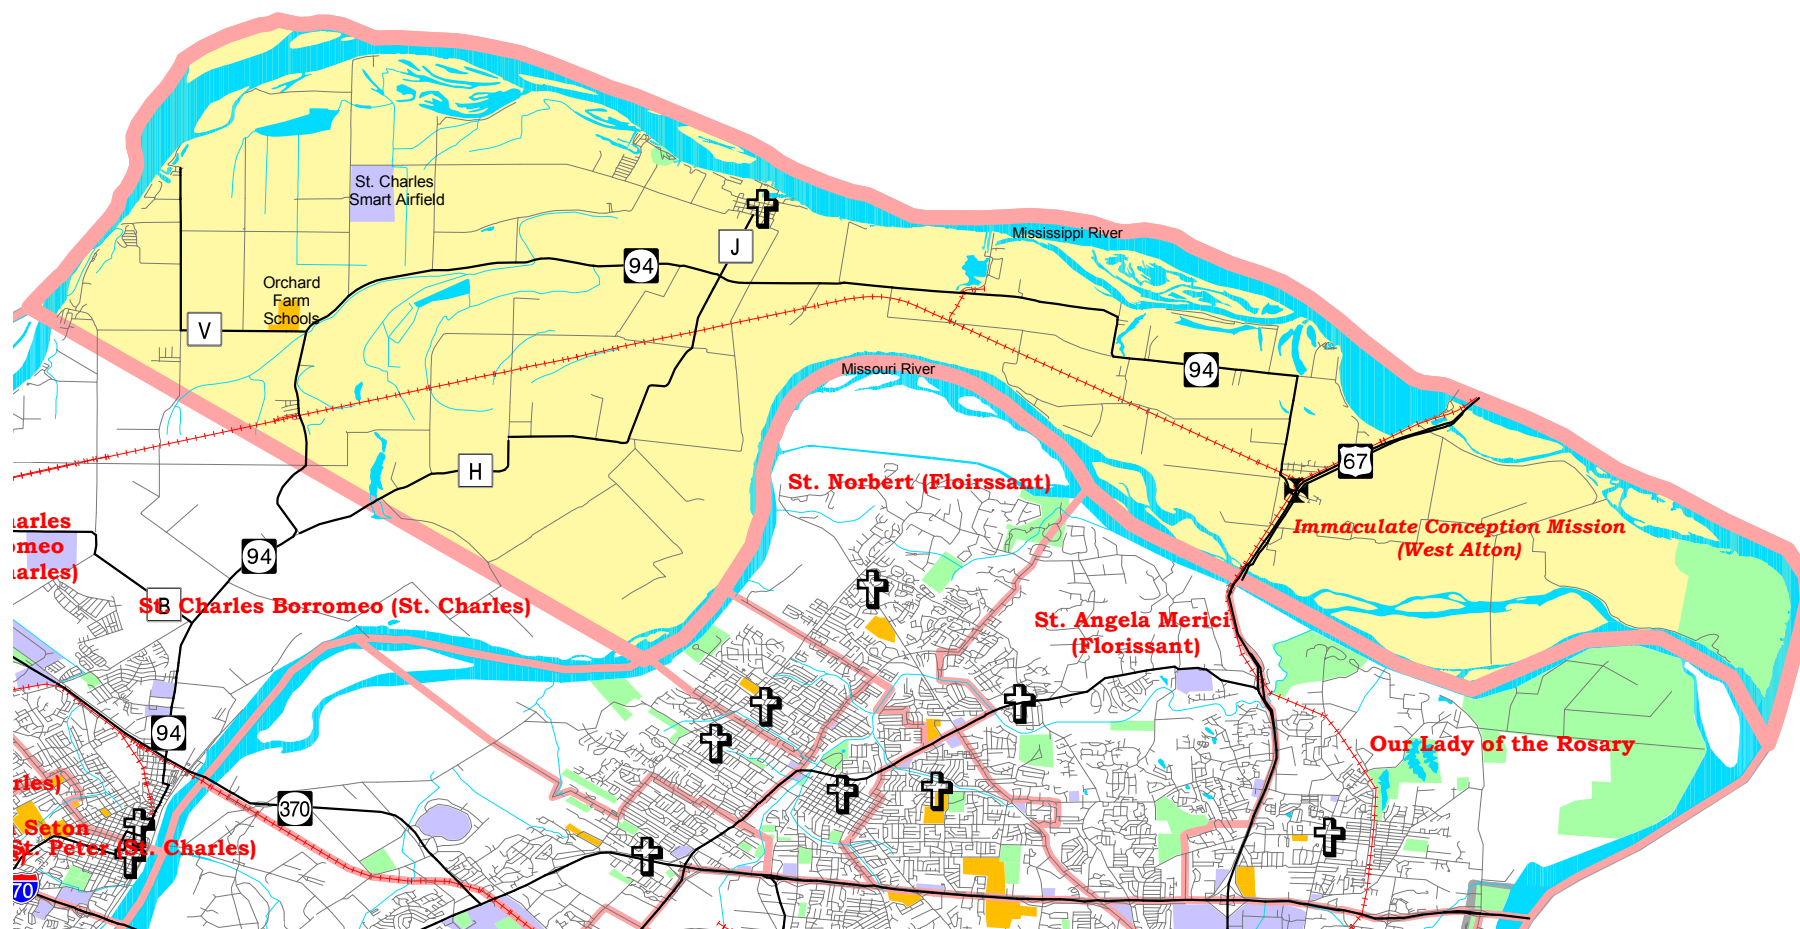 St. Charles
Smart Airfield
J
Mississippi River
94
Orchard
Farm
Schools
V
Missouri River
94
67
H
St. Norbert (Floirssant)
Immaculate Conception Mission
(West Alton)
arles
omeo
arles)
94
B
St. Charles Borromeo (St. Charles)
St. Angela Merici
(Florissant)
94
Our Lady of the Rosary
rles)
370
Seton
St. Peter (St. Charles)
70